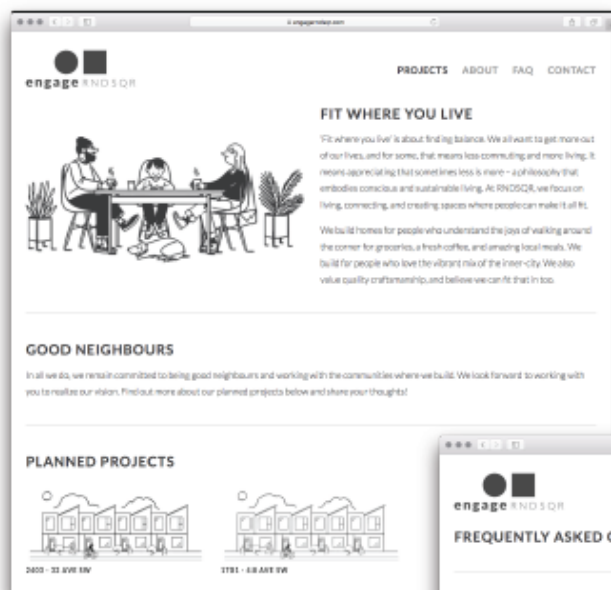 engagerndsqr.com
engage RNDSQR
PROJECTS ABOUT FAQ CONTACT
FIT WHERE YOU LIVE
'Fit where you live' is about finding balance. We all want to get more out
of our lives, and for some, that means less commuting and more living. It
means appreciating that sometimes less is more – a philosophy that
embodies conscious and sustainable living. At RNDSQR, we focus on
living, connecting, and creating spaces where people can make it all fit.
We build homes for people who understand the joys of walking around
the corner for groceries, a fresh coffee, and amazing local meals. We
build for people who love the vibrant mix of the inner-city. We also
value quality craftsmanship, and believe we can fit that in too.
GOOD NEIGHBOURS
In all we do, we remain committed to being good neighbours and working with the communities where we build. We look forward to working with
you to realize our vision. Find out more about our planned projects below and share your thoughts!
PLANNED PROJECTS
2403 - 33 AVE SW
AVE SW
engage RNDSQR
FREQUENTLY ASKED